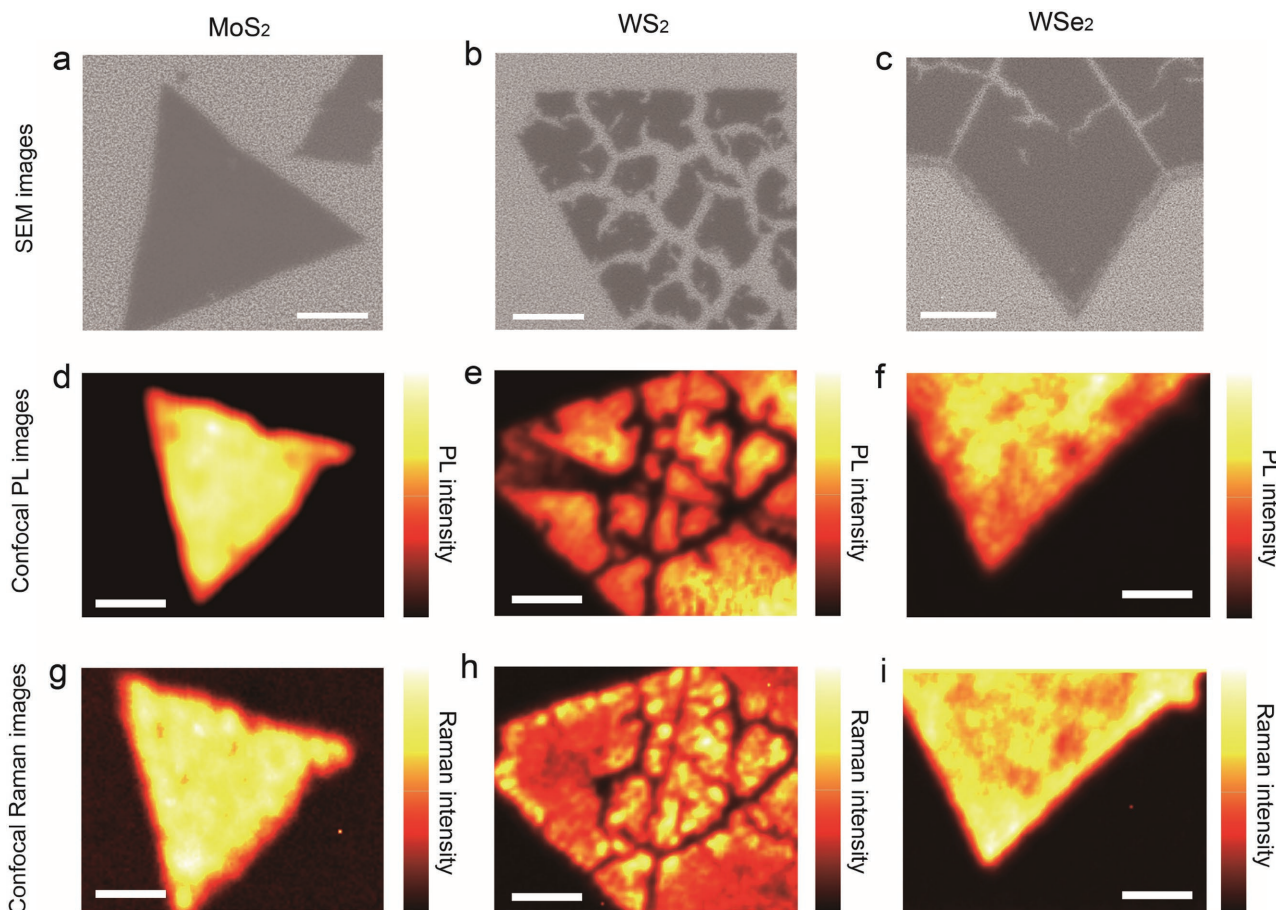 MoS₂
WS₂
WSe₂
a
b
c
SEM images
d
e
f
Confocal PL images
PL intensity
PL intensity
PL intensity
g
h
i
Confocal Raman images
Raman intensity
Raman intensity
Raman intensity